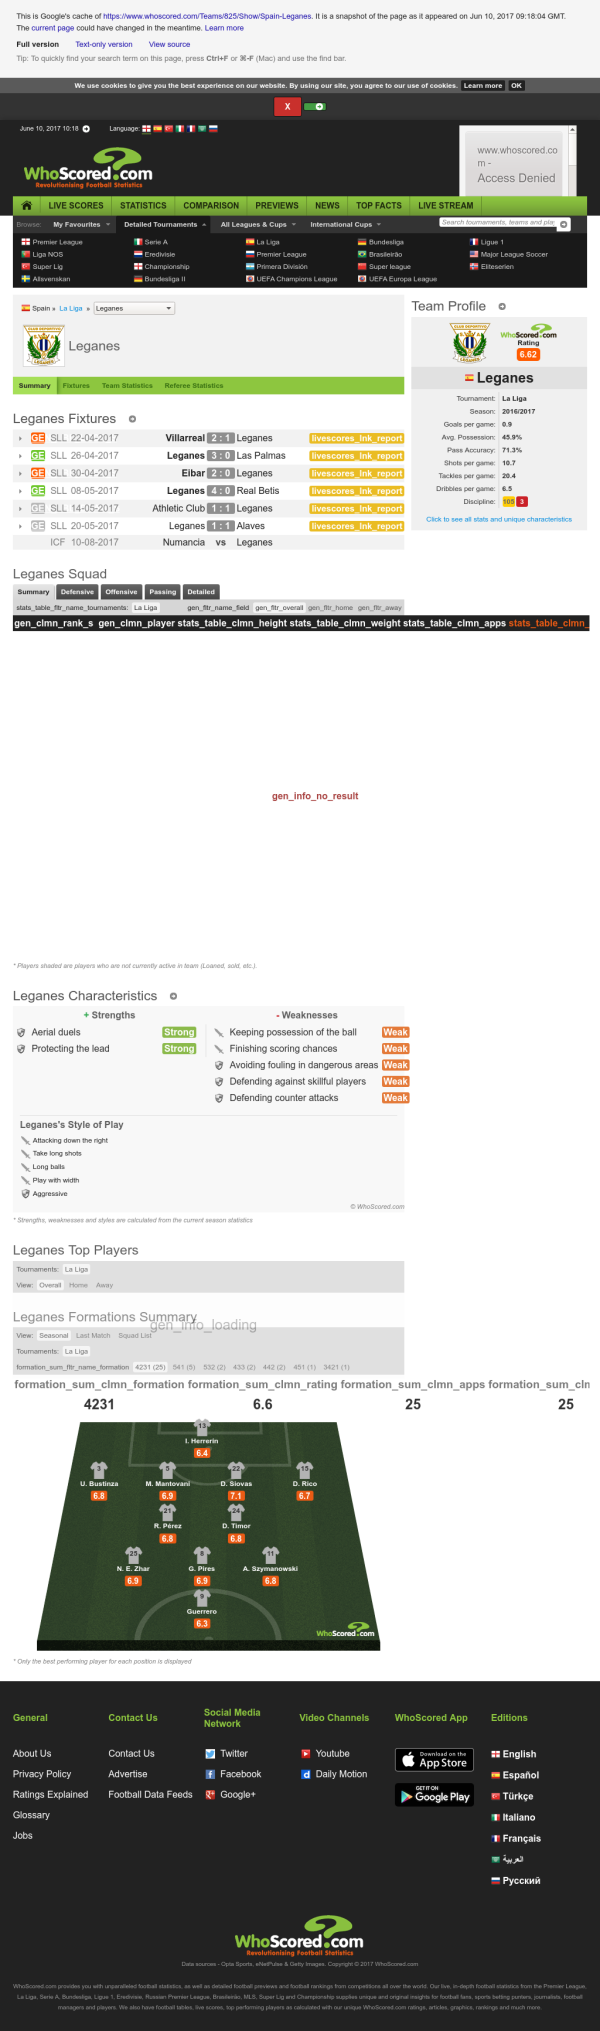 This is Google's cache of https://www.whoscored.com/Teams/825/Show/Spain-Leganes. It is a snapshot of the page as it appeared on Jun 10, 2017 09:18:04 GMT.
The current page could have changed in the meantime. Learn more
Full version Text-only version View source
Tip: To quickly find your search term on this page, press Ctrl+F or ⌘-F (Mac) and use the find bar.
We use cookies to give you the best experience on our website. By using our site, you agree to our use of cookies. Learn more OK
X
June 10, 2017 10:18 Language:
www.whoscored.co
m -
Access Denied
WhoScored.com
Revolutionising Football Statistics
LIVE SCORES STATISTICS COMPARISON PREVIEWS NEWS TOP FACTS LIVE STREAM
Browse: My Favourites Detailed Tournaments All Leagues & Cups International Cups Search tournaments, teams and pla
Premier League Serie A La Liga Bundesliga Ligue 1
Liga NOS Eredivisie Premier League Brasileirão Major League Soccer
Super Lig Championship Primera División Super league Eliteserien
Allsvenskan Bundesliga II UEFA Champions League UEFA Europa League
Spain » La Liga » Leganes
Leganes
Summary Fixtures Team Statistics Referee Statistics
Team Profile
WhoScored.com
Rating
6.62
Leganes
Tournament: La Liga
Season: 2016/2017
Goals per game: 0.9
Avg. Possession: 45.9%
Pass Accuracy: 71.3%
Shots per game: 10.7
Tackles per game: 20.4
Dribbles per game: 6.5
Discipline: 105 3
Click to see all stats and unique characteristics
Leganes Fixtures
GE SLL 22-04-2017 Villarreal 2 : 1 Leganes livescores_lnk_report
GE SLL 26-04-2017 Leganes 3 : 0 Las Palmas livescores_lnk_report
GE SLL 30-04-2017 Eibar 2 : 0 Leganes livescores_lnk_report
GE SLL 08-05-2017 Leganes 4 : 0 Real Betis livescores_lnk_report
GE SLL 14-05-2017 Athletic Club 1 : 1 Leganes livescores_lnk_report
GE SLL 20-05-2017 Leganes 1 : 1 Alaves livescores_lnk_report
ICF 10-08-2017 Numancia vs Leganes
Leganes Squad
Summary Defensive Offensive Passing Detailed
stats_table_fltr_name_tournaments: La Liga gen_fltr_name_field gen_fltr_overall gen_fltr_home gen_fltr_away
gen_clmn_rank_s gen_clmn_player stats_table_clmn_height stats_table_clmn_weight stats_table_clmn_apps stats_table_clmn_
gen_info_no_result
* Players shaded are players who are not currently active in team (Loaned, sold, etc.).
Leganes Characteristics
+ Strengths - Weaknesses
Aerial duels Strong Keeping possession of the ball Weak
Protecting the lead Strong Finishing scoring chances Weak
Avoiding fouling in dangerous areas Weak
Defending against skillful players Weak
Defending counter attacks Weak
Leganes's Style of Play
Attacking down the right
Take long shots
Long balls
Play with width
Aggressive
© WhoScored.com
* Strengths, weaknesses and styles are calculated from the current season statistics
Leganes Top Players
Tournaments: La Liga
View: Overall Home Away
Leganes Formations Summary
gen_info_loading
View: Seasonal Last Match Squad List
Tournaments: La Liga
formation_sum_fltr_name_formation 4231 (25) 541 (5) 532 (2) 433 (2) 442 (2) 451 (1) 3421 (1)
formation_sum_clmn_formation formation_sum_clmn_rating formation_sum_clmn_apps formation_sum_cln
4231 6.6 25 25
13
I. Herrerín
6.4
3 5 22 15
U. Bustinza M. Mantovani D. Siovas D. Rico
6.8 6.9 7.1 6.7
21 24
R. Pérez D. Timor
6.8 6.8
25 8 11
N. E. Zhar G. Pires A. Szymanowski
6.9 6.9 6.8
9
Guerrero
6.3
WhoScored.com
* Only the best performing player for each position is displayed
General Contact Us Social Media Network Video Channels WhoScored App Editions
About Us Contact Us Twitter Youtube Download on the App Store English
Privacy Policy Advertise Facebook Daily Motion Español
Ratings Explained Football Data Feeds Google+ GET IT ON Google Play Türkçe
Glossary Italiano
Jobs Français
العربية
Русский
WhoScored.com
Revolutionising Football Statistics
Data sources - Opta Sports, eNetPulse & Getty Images. Copyright © 2017 WhoScored.com
WhoScored.com provides you with unparalleled football statistics, as well as detailed football previews and football rankings from competitions all over the world. Our live, in-depth football statistics from the Premier League,
La Liga, Serie A, Bundesliga, Ligue 1, Eredivisie, Russian Premier League, Brasileirão, MLS, Super Lig and Championship supplies unique and original insights for football fans, sports betting punters, journalists, football
managers and players. We also have football tables, live scores, top performing players as calculated with our unique WhoScored.com ratings, articles, graphics, rankings and much more.